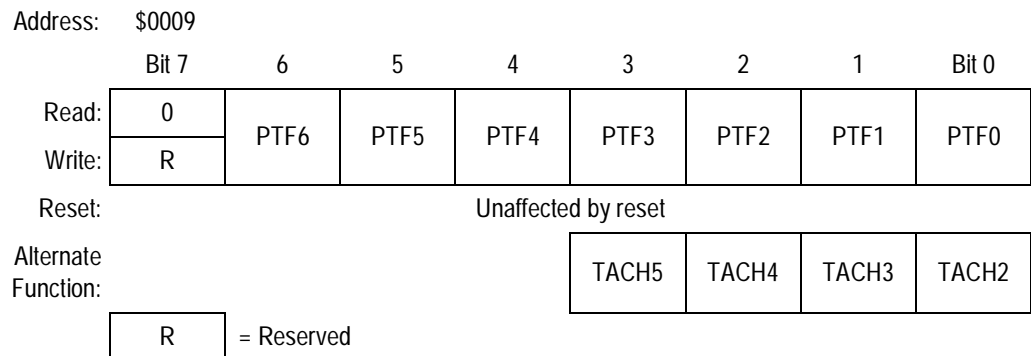 Address: $0009
Bit 7 6 5 4 3 2 1 Bit 0
Read: 0 PTF6 PTF5 PTF4 PTF3 PTF2 PTF1 PTF0
Write: R
Reset: Unaffected by reset
Alternate
Function: TACH5 TACH4 TACH3 TACH2
R = Reserved